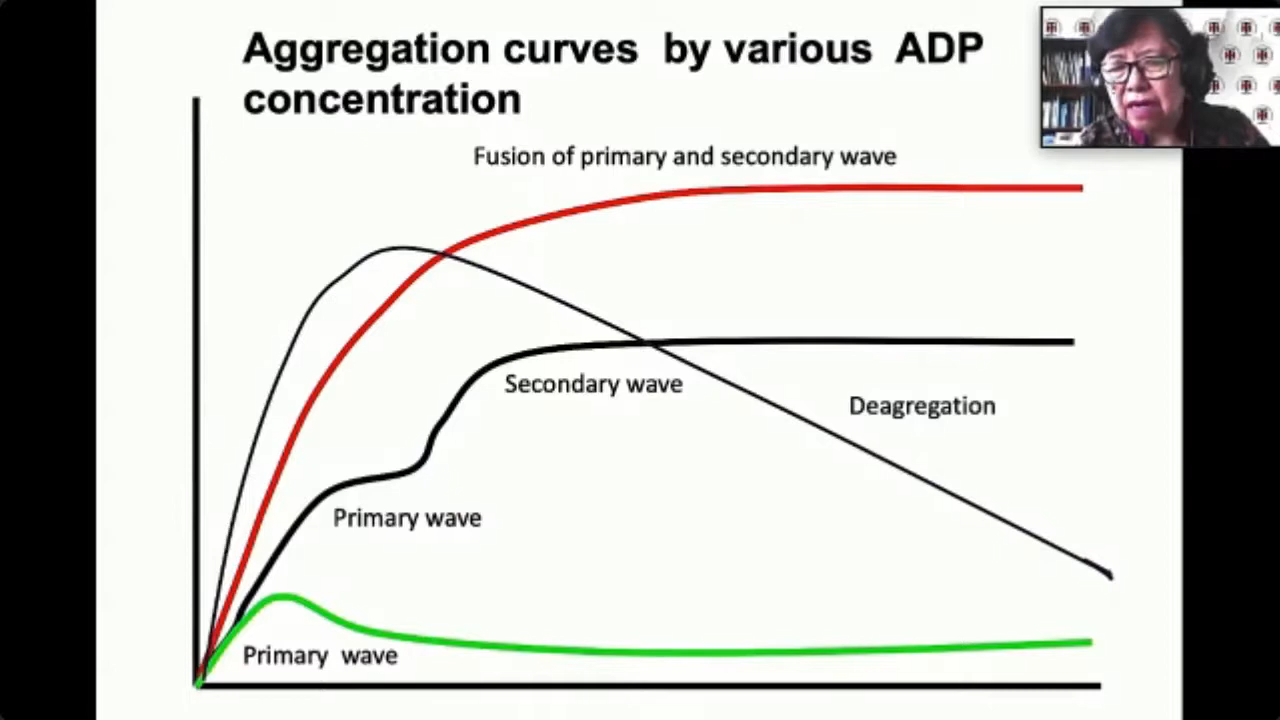 Aggregation curves by various ADP
concentration
Fusion of primary and secondary wave
Secondary wave
Deagregation
Primary wave
Primary wave